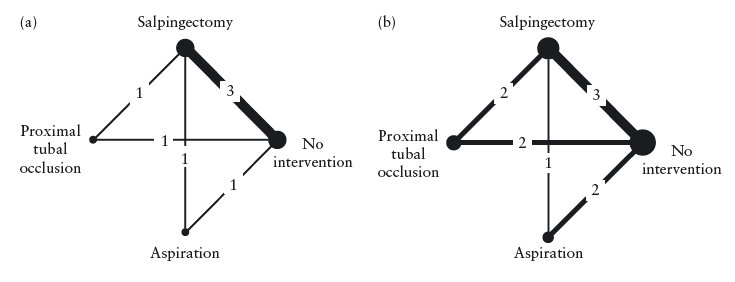 (a)
Salpingectomy
1
3
Proximal
tubal
occlusion
1
No
intervention
1
1
Aspiration
(b)
Salpingectomy
2
3
Proximal
tubal
occlusion
2
No
intervention
1
2
Aspiration